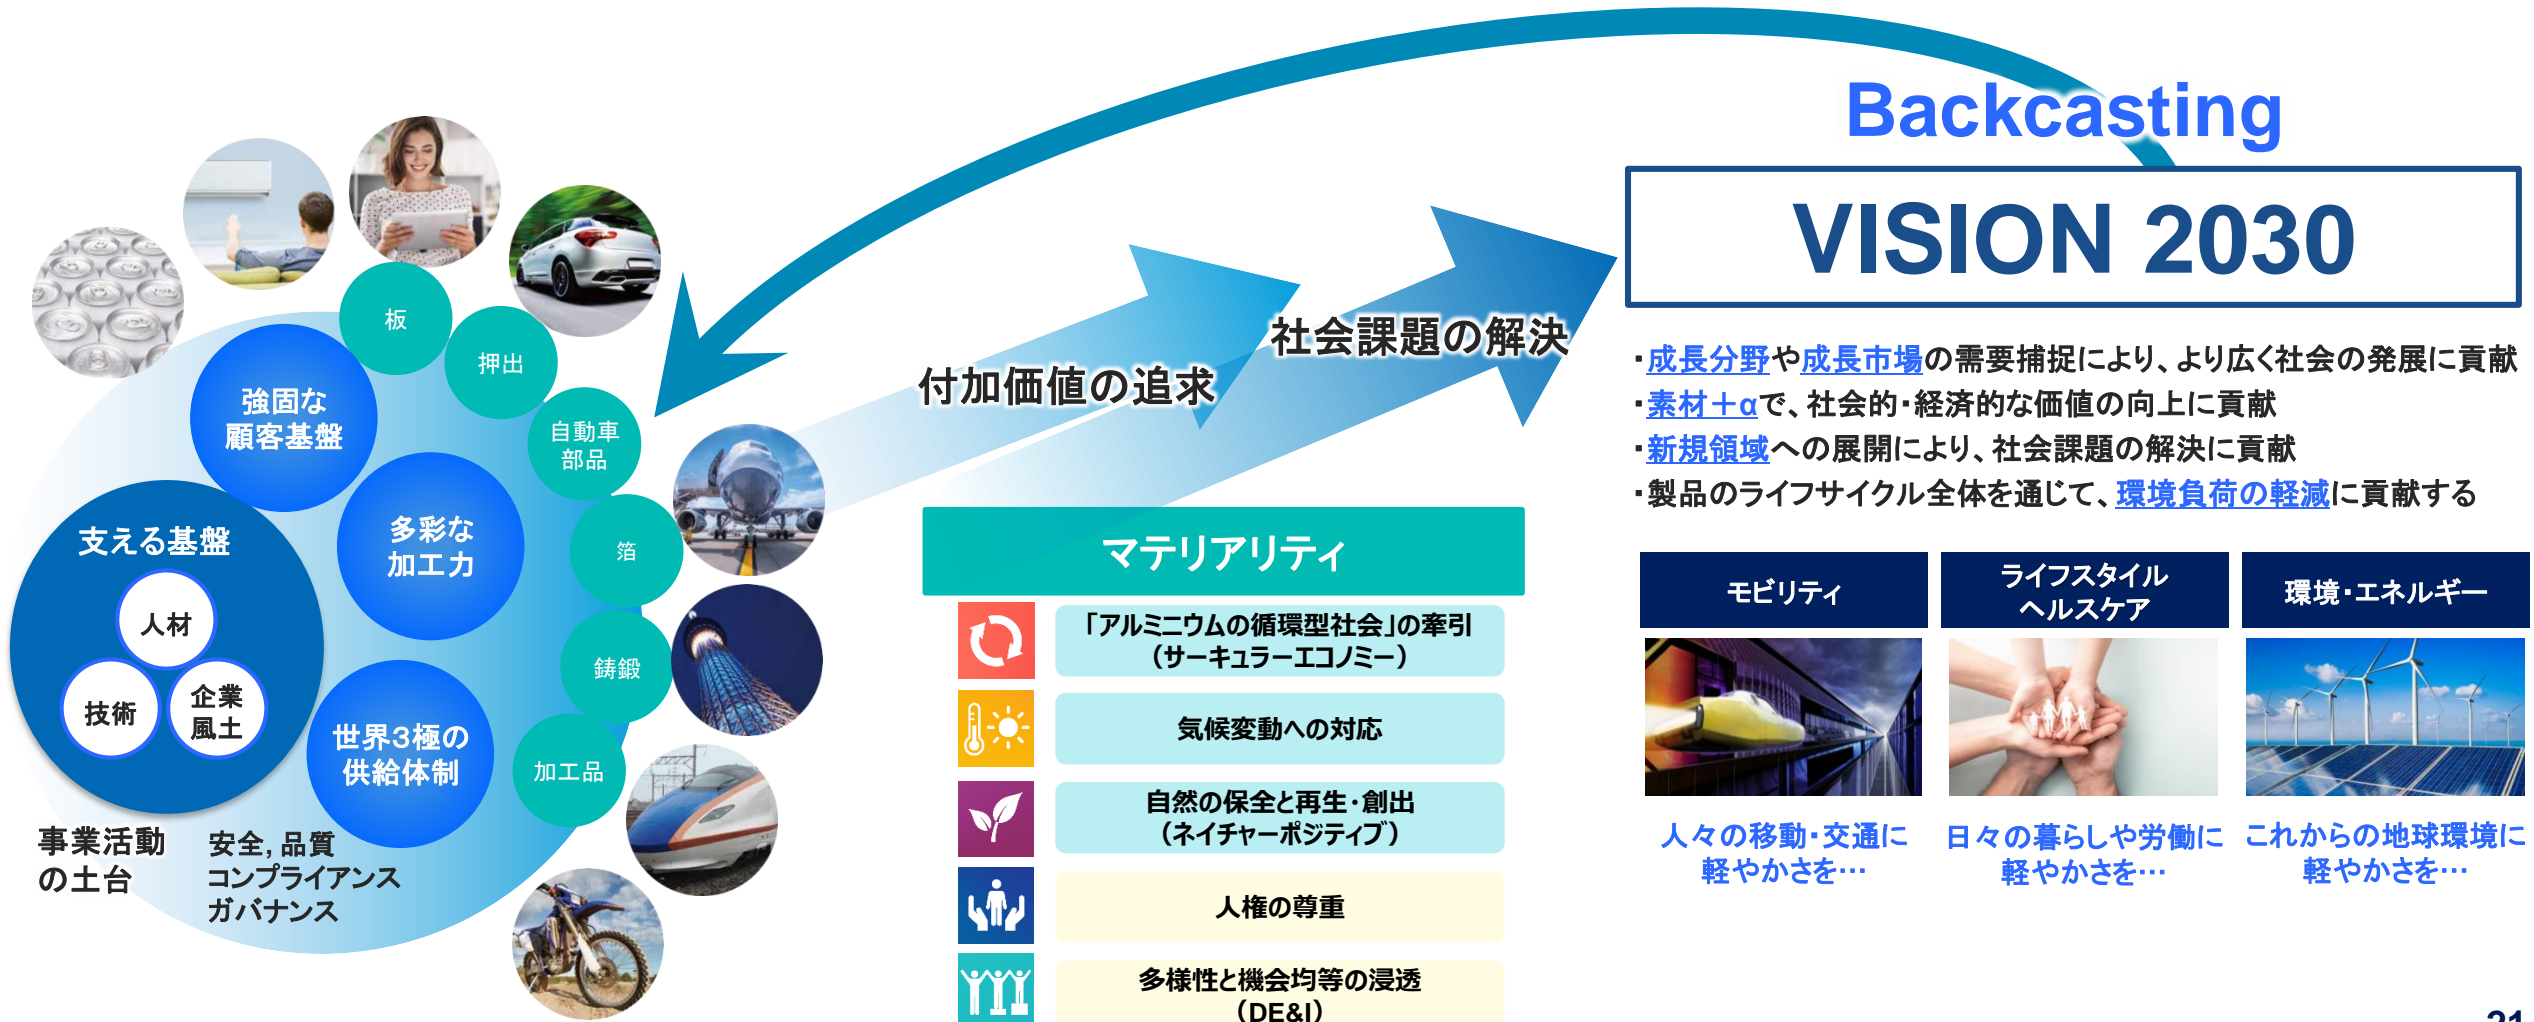 Backcasting
VISION 2030
・成長分野や成長市場の需要捕捉により、より広く社会の発展に貢献
・素材＋αで、社会的・経済的な価値の向上に貢献
・新規領域への展開により、社会課題の解決に貢献
・製品のライフサイクル全体を通じて、環境負荷の軽減に貢献する
モビリティ
ライフスタイル
ヘルスケア
環境・エネルギー
人々の移動・交通に
軽やかさを…
日々の暮らしや労働に
軽やかさを…
これからの地球環境に
軽やかさを…
付加価値の追求
社会課題の解決
マテリアリティ
「アルミニウムの循環型社会」の牽引
（サーキュラーエコノミー）
気候変動への対応
自然の保全と再生・創出
（ネイチャーポジティブ）
人権の尊重
多様性と機会均等の浸透
（DE&I）
板
押出
自動車
部品
箔
鋳鍛
加工品
強固な
顧客基盤
多彩な
加工力
世界3極の
供給体制
支える基盤
人材
技術
企業
風土
事業活動
の土台
安全, 品質
コンプライアンス
ガバナンス
21